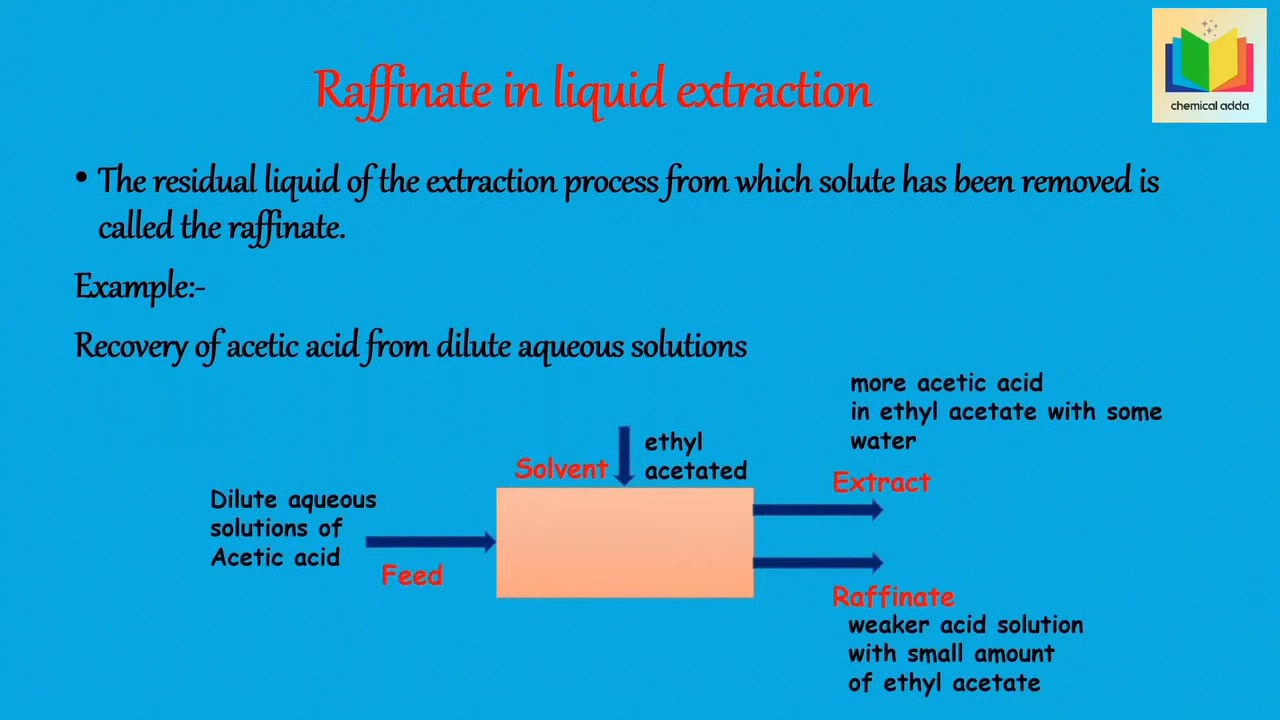 chemical adda
Raffinate in liquid extraction
• The residual liquid of the extraction process from which solute has been removed is
called the raffinate.
Example:-
Recovery of acetic acid from dilute aqueous solutions
more acetic acid
in ethyl acetate with some
water
Extract
Solvent
ethyl
acetated
Dilute aqueous
solutions of
Acetic acid
Feed
Raffinate
weaker acid solution
with small amount
of ethyl acetate